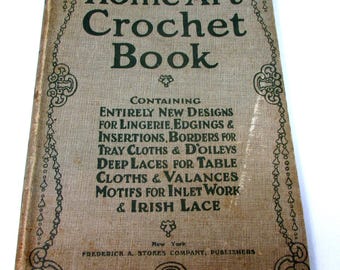 Home Art
Crochet
Book
Containing
Entirely New Designs
for Lingerie, Edgings &
Insertions, Borders for
Tray Cloths & D'oileys
Deep Laces for Table
Cloths & Valances
Motifs for Inlet Work
& Irish Lace
New York
Frederick A. Stokes Company, Publishers